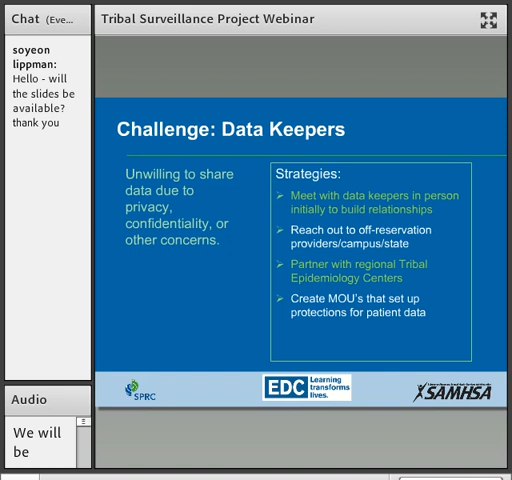 Chat (Eve...
soyeon
lippman:
Hello - will
the slides be
available?
thank you
Audio
We will
be
Tribal Surveillance Project Webinar
Challenge: Data Keepers
Unwilling to share
data due to
privacy,
confidentiality, or
other concerns.
Strategies:
Meet with data keepers in person
initially to build relationships
Reach out to off-reservation
providers/campus/state
Partner with regional Tribal
Epidemiology Centers
Create MOU's that set up
protections for patient data
SPRC
EDC Learning
transforms
lives.
SAMHSA